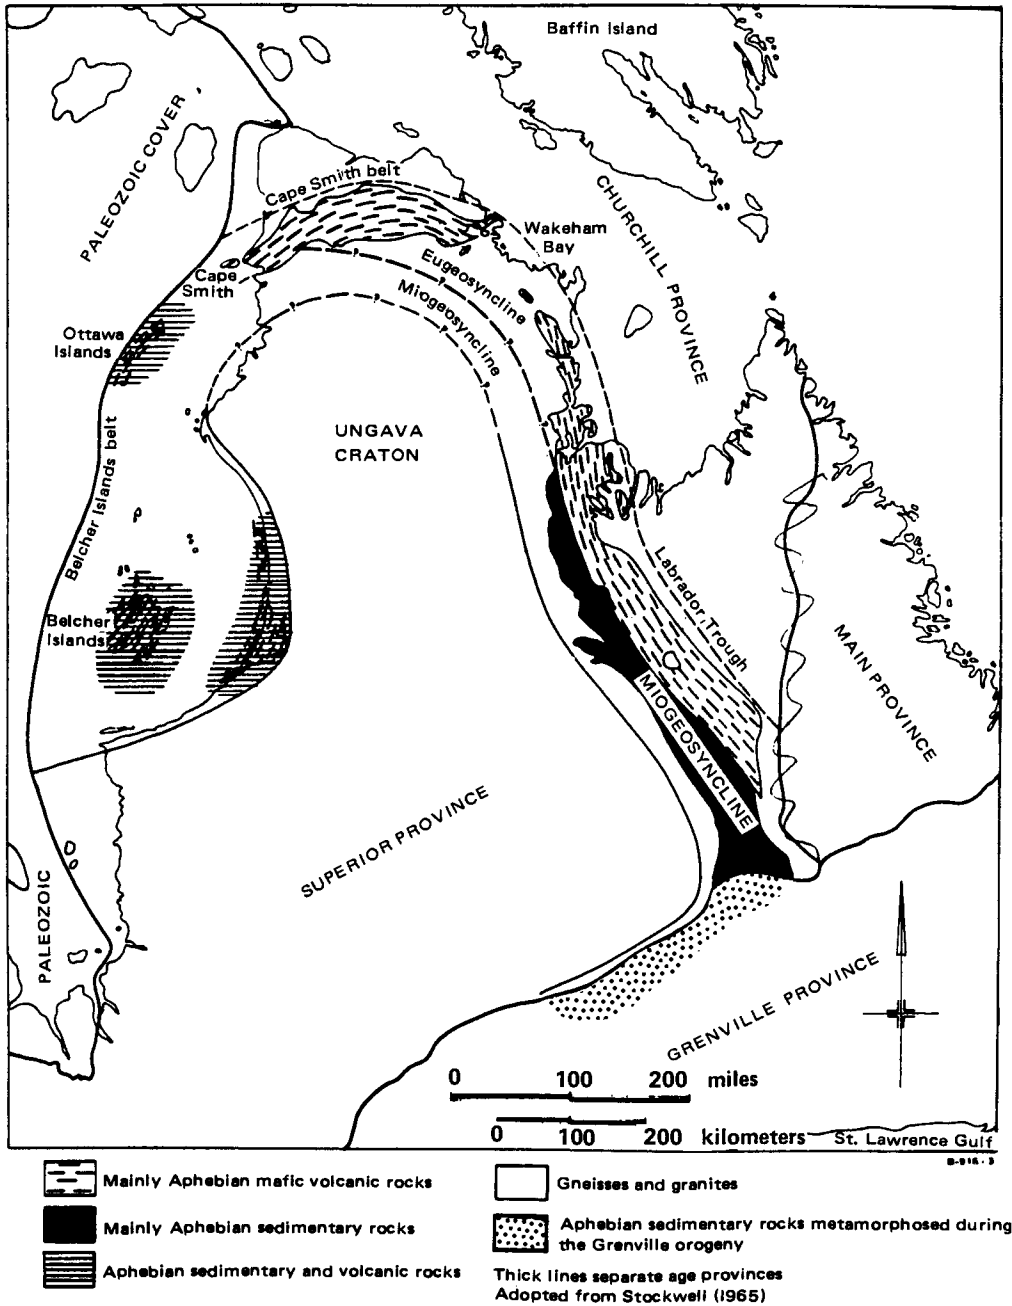 Baffin Island
PALEOZOIC COVER
Cape Smith belt
CHURCHILL PROVINCE
Wakeham
Bay
Cape
Smith
Eugeosyncline
Miogeosyncline
Ottawa
Islands
UNGAVA
CRATON
Belcher Islands belt
Labrador Trough
Belcher
Islands
MAIN PROVINCE
MIOGEOSYNCLINE
SUPERIOR PROVINCE
PALEOZOIC
GRENVILLE PROVINCE
0 100 200 miles
0 100 200 kilometers
St. Lawrence Gulf
Mainly Aphebian mafic volcanic rocks
Mainly Aphebian sedimentary rocks
Aphebian sedimentary and volcanic rocks
Gneisses and granites
Aphebian sedimentary rocks metamorphosed during
the Grenville orogeny
Thick lines separate age provinces
Adopted from Stockwell (1965)